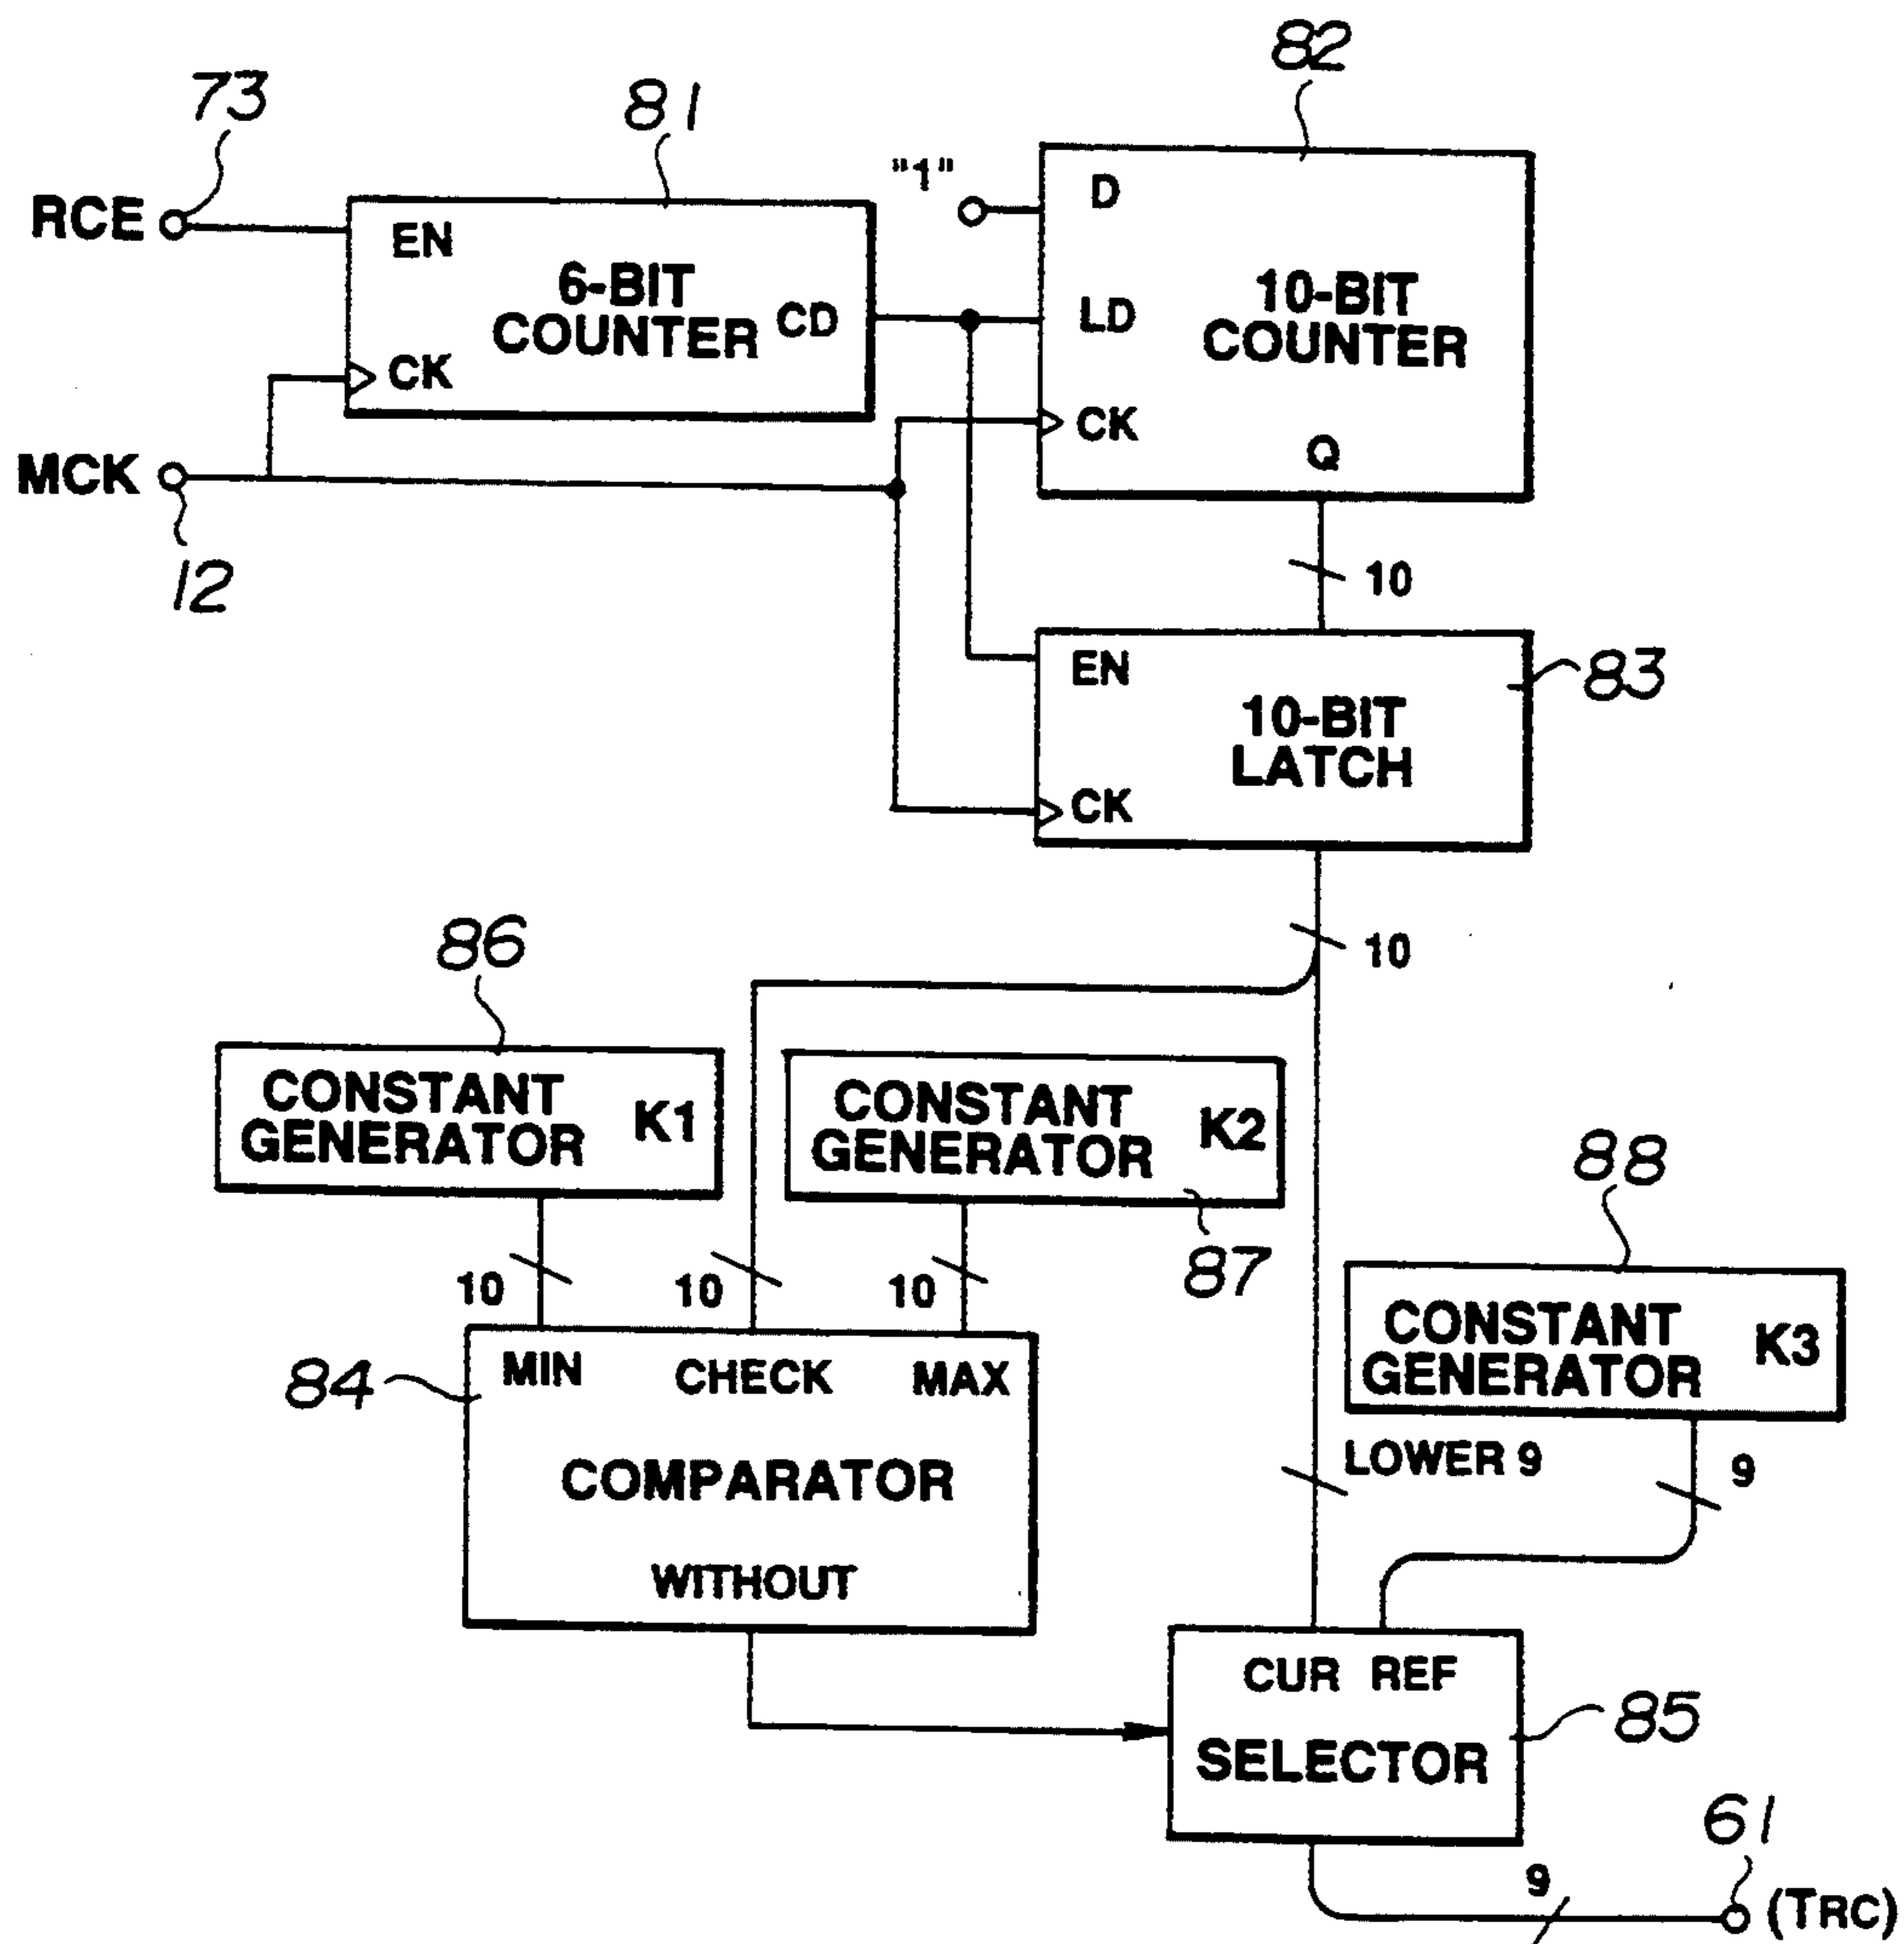 82
73
81
"1"
D
RCE
EN
6-BIT
COUNTER
CD
10-BIT
COUNTER
LD
CK
CK
Q
MCK
12
10
EN
83
10-BIT
LATCH
CK
10
86
CONSTANT
GENERATOR
K1
CONSTANT
GENERATOR
K2
88
87
10
10
10
CONSTANT
GENERATOR
K3
84
MIN
CHECK
MAX
LOWER 9
9
COMPARATOR
WITHOUT
CUR REF
85
SELECTOR
61
9
(TRC)